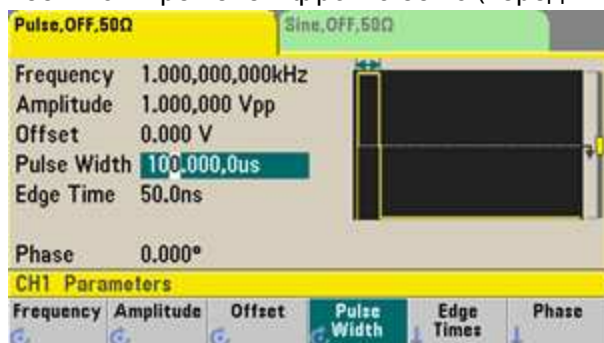 Pulse,OFF,50Ω
Sine,OFF,50Ω
Frequency 1.000,000,000kHz
Amplitude 1.000,000 Vpp
Offset 0.000 V
Pulse Width 100.000,0us
Edge Time 50.0ns
Phase 0.000°
CH1 Parameters
Frequency Amplitude Offset Pulse Width Edge Times Phase